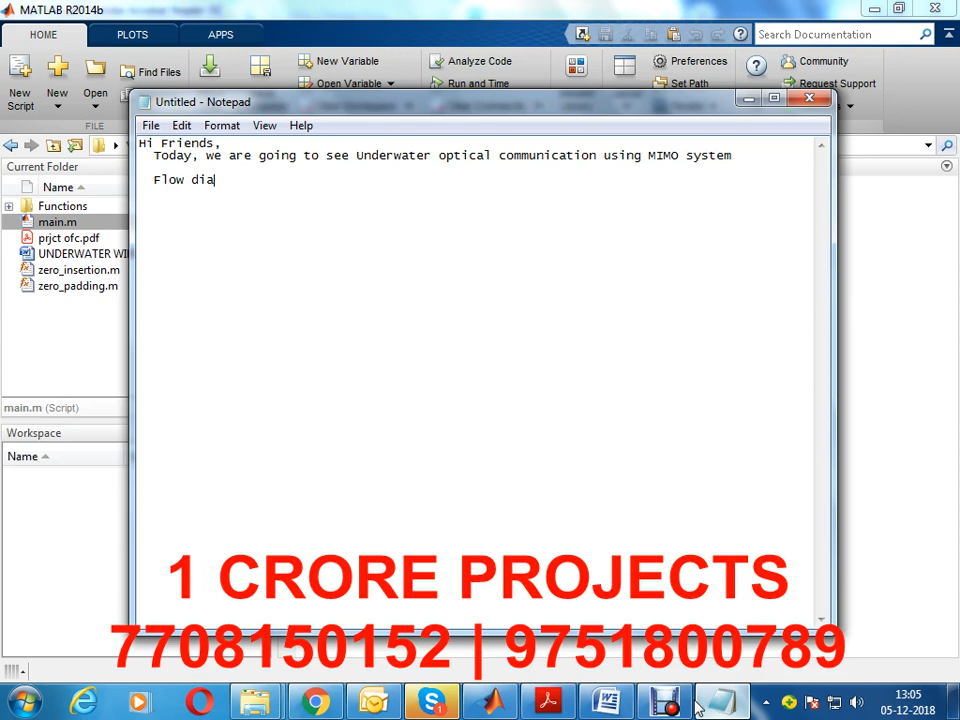 MATLAB R2014b
HOME PLOTS APPS
Search Documentation
New Script
New
Open
Find Files
New Variable
Open Variable
Analyze Code
Run and Time
Preferences
Set Path
Community
Request Support
FILE
Untitled - Notepad
File Edit Format View Help
Hi Friends,
Today, we are going to see Underwater optical communication using MIMO system
Flow dia
Current Folder
Name
Functions
main.m
prjct ofc.pdf
UNDERWATER WI
zero_insertion.m
zero_padding.m
main.m (Script)
Workspace
Name
1 CRORE PROJECTS
7708150152 | 9751800789
13:05
05-12-2018